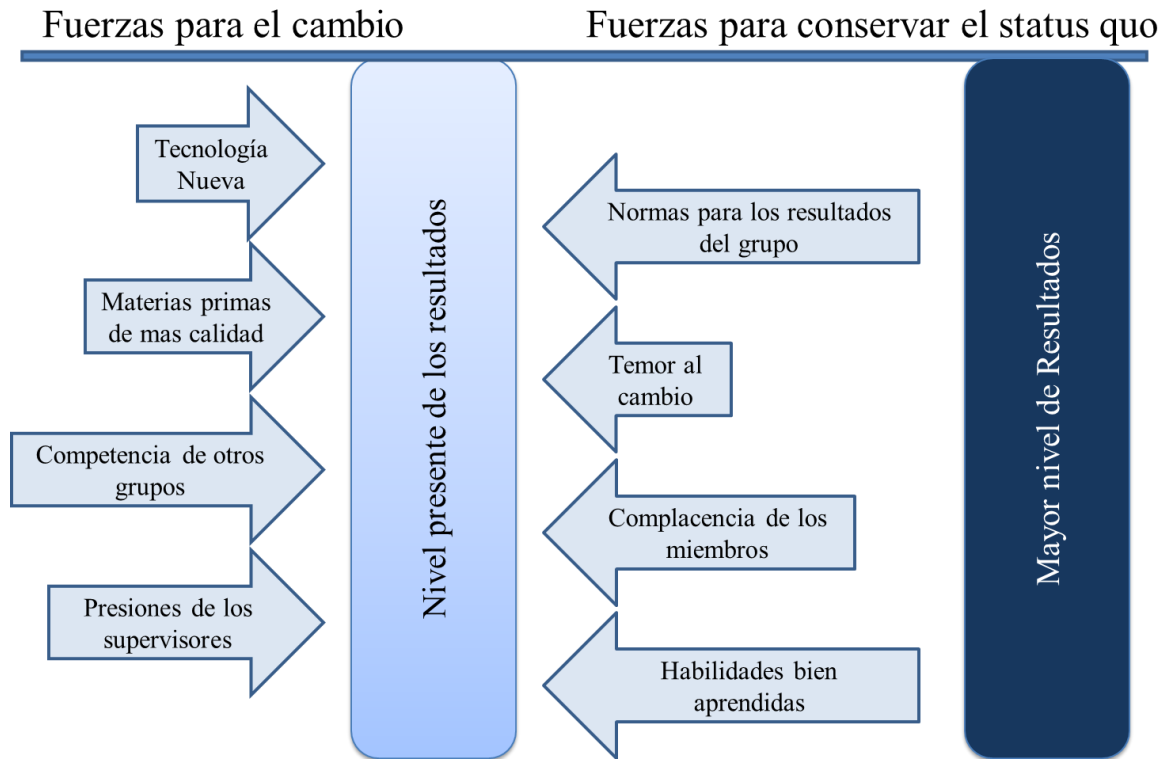 Fuerzas para el cambio
Fuerzas para conservar el status quo
Tecnología
Nueva
Materias primas
de mas calidad
Competencia de otros
grupos
Presiones de los
supervisores
Nivel presente de los resultados
Normas para los resultados
del grupo
Temor al
cambio
Complacencia de los
miembros
Habilidades bien
aprendidas
Mayor nivel de Resultados